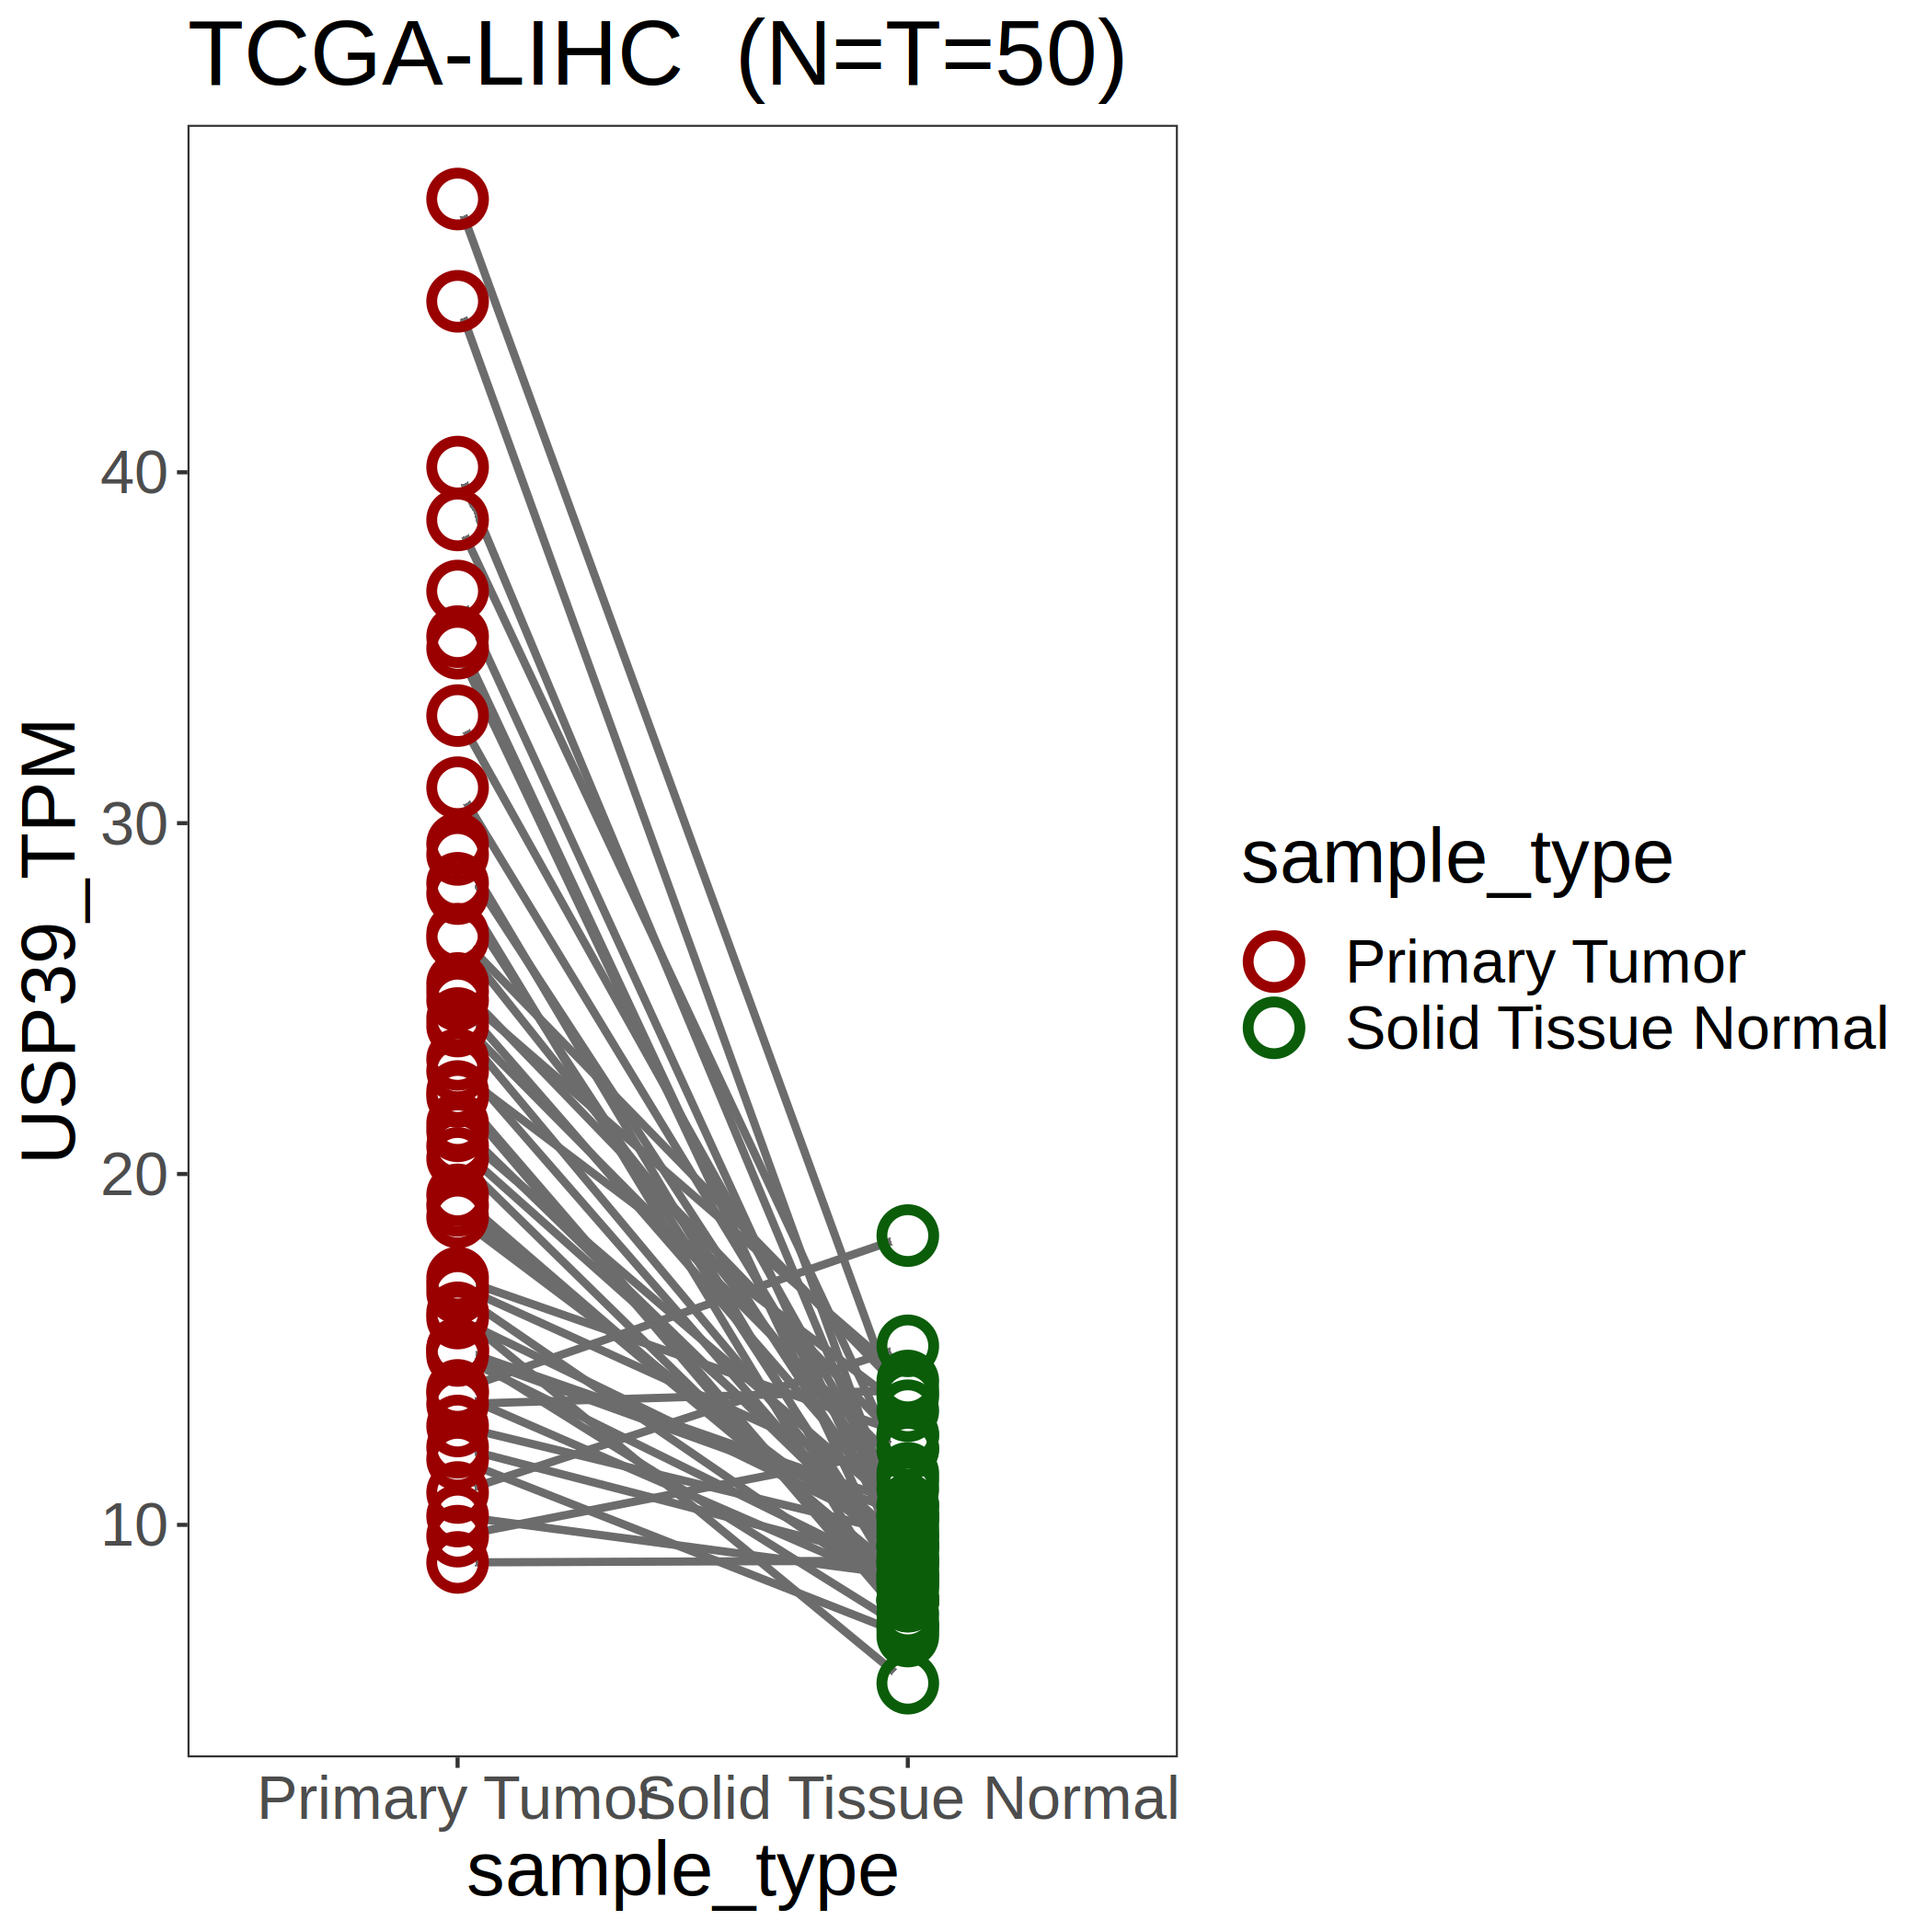 TCGA-LIHC  (N=T=50)
USP39_TPM
40
30
20
10
Primary Tumor
Solid Tissue Normal
sample_type
sample_type
Primary Tumor
Solid Tissue Normal